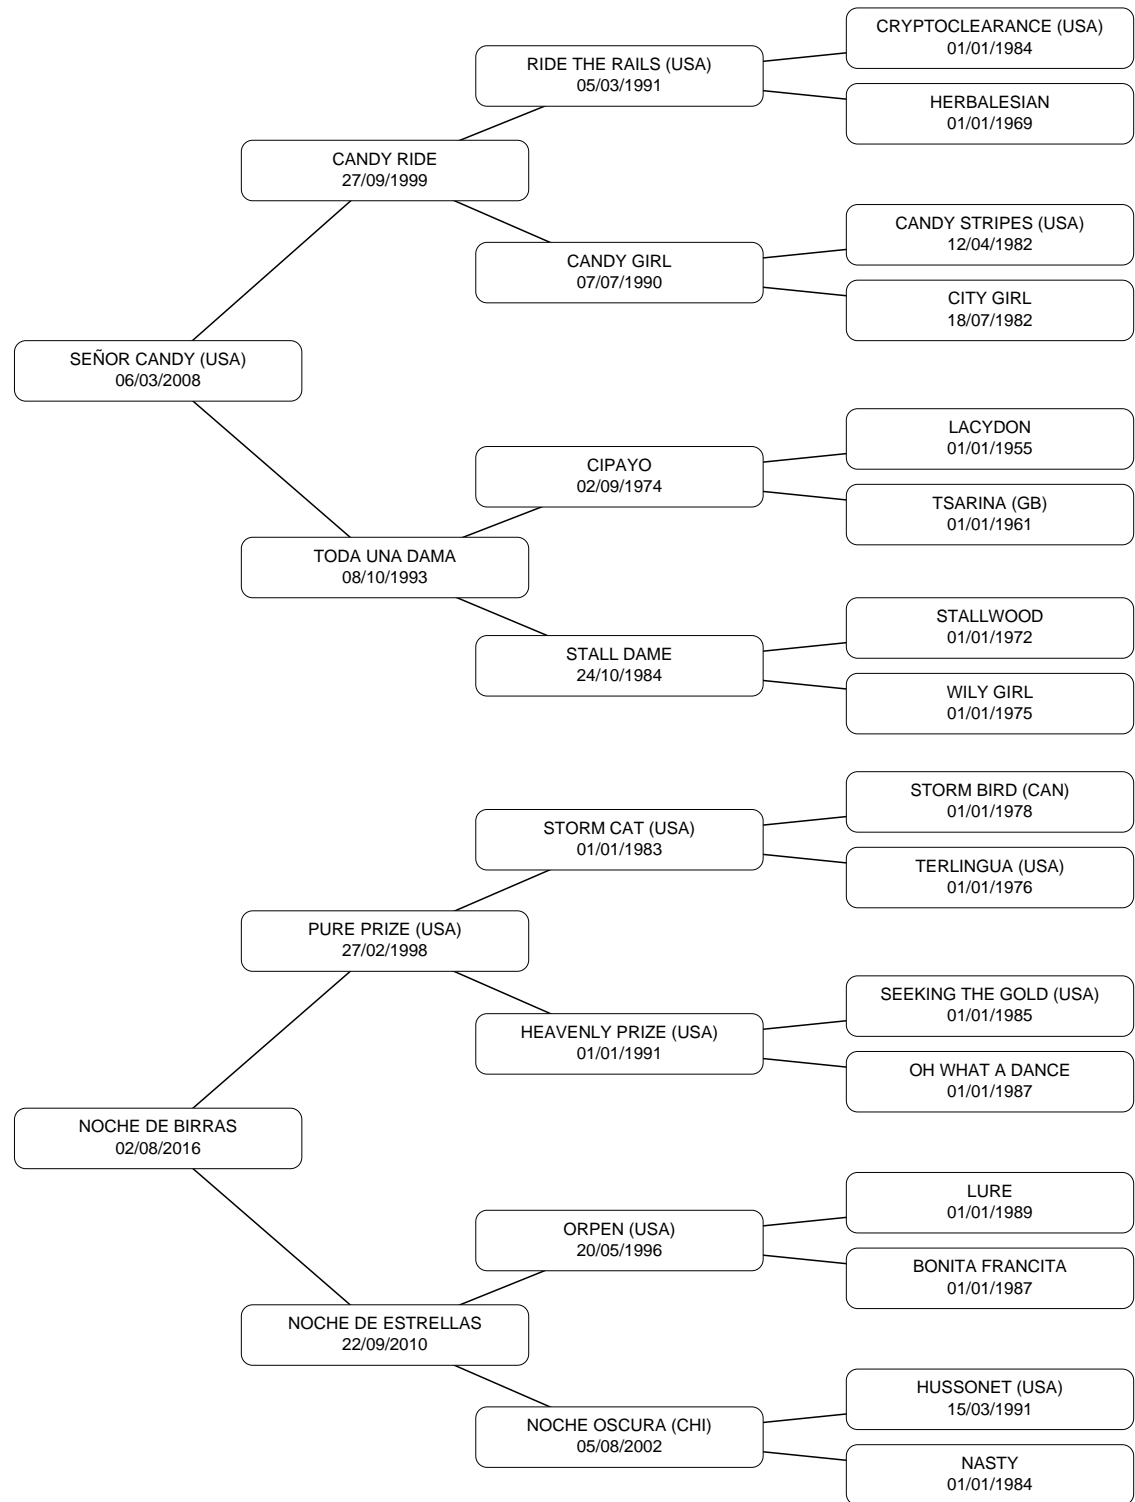 CRYPTOCLEARANCE (USA)
01/01/1984
RIDE THE RAILS (USA)
05/03/1991
HERBALESIAN
01/01/1969
CANDY RIDE
27/09/1999
CANDY STRIPES (USA)
12/04/1982
CANDY GIRL
07/07/1990
CITY GIRL
18/07/1982
SEÑOR CANDY (USA)
06/03/2008
LACYDON
01/01/1955
CIPAYO
02/09/1974
TSARINA (GB)
01/01/1961
TODA UNA DAMA
08/10/1993
STALLWOOD
01/01/1972
STALL DAME
24/10/1984
WILY GIRL
01/01/1975
STORM BIRD (CAN)
01/01/1978
STORM CAT (USA)
01/01/1983
TERLINGUA (USA)
01/01/1976
PURE PRIZE (USA)
27/02/1998
SEEKING THE GOLD (USA)
01/01/1985
HEAVENLY PRIZE (USA)
01/01/1991
OH WHAT A DANCE
01/01/1987
NOCHE DE BIRRAS
02/08/2016
LURE
01/01/1989
ORPEN (USA)
20/05/1996
BONITA FRANCITA
01/01/1987
NOCHE DE ESTRELLAS
22/09/2010
HUSSONET (USA)
15/03/1991
NOCHE OSCURA (CHI)
05/08/2002
NASTY
01/01/1984